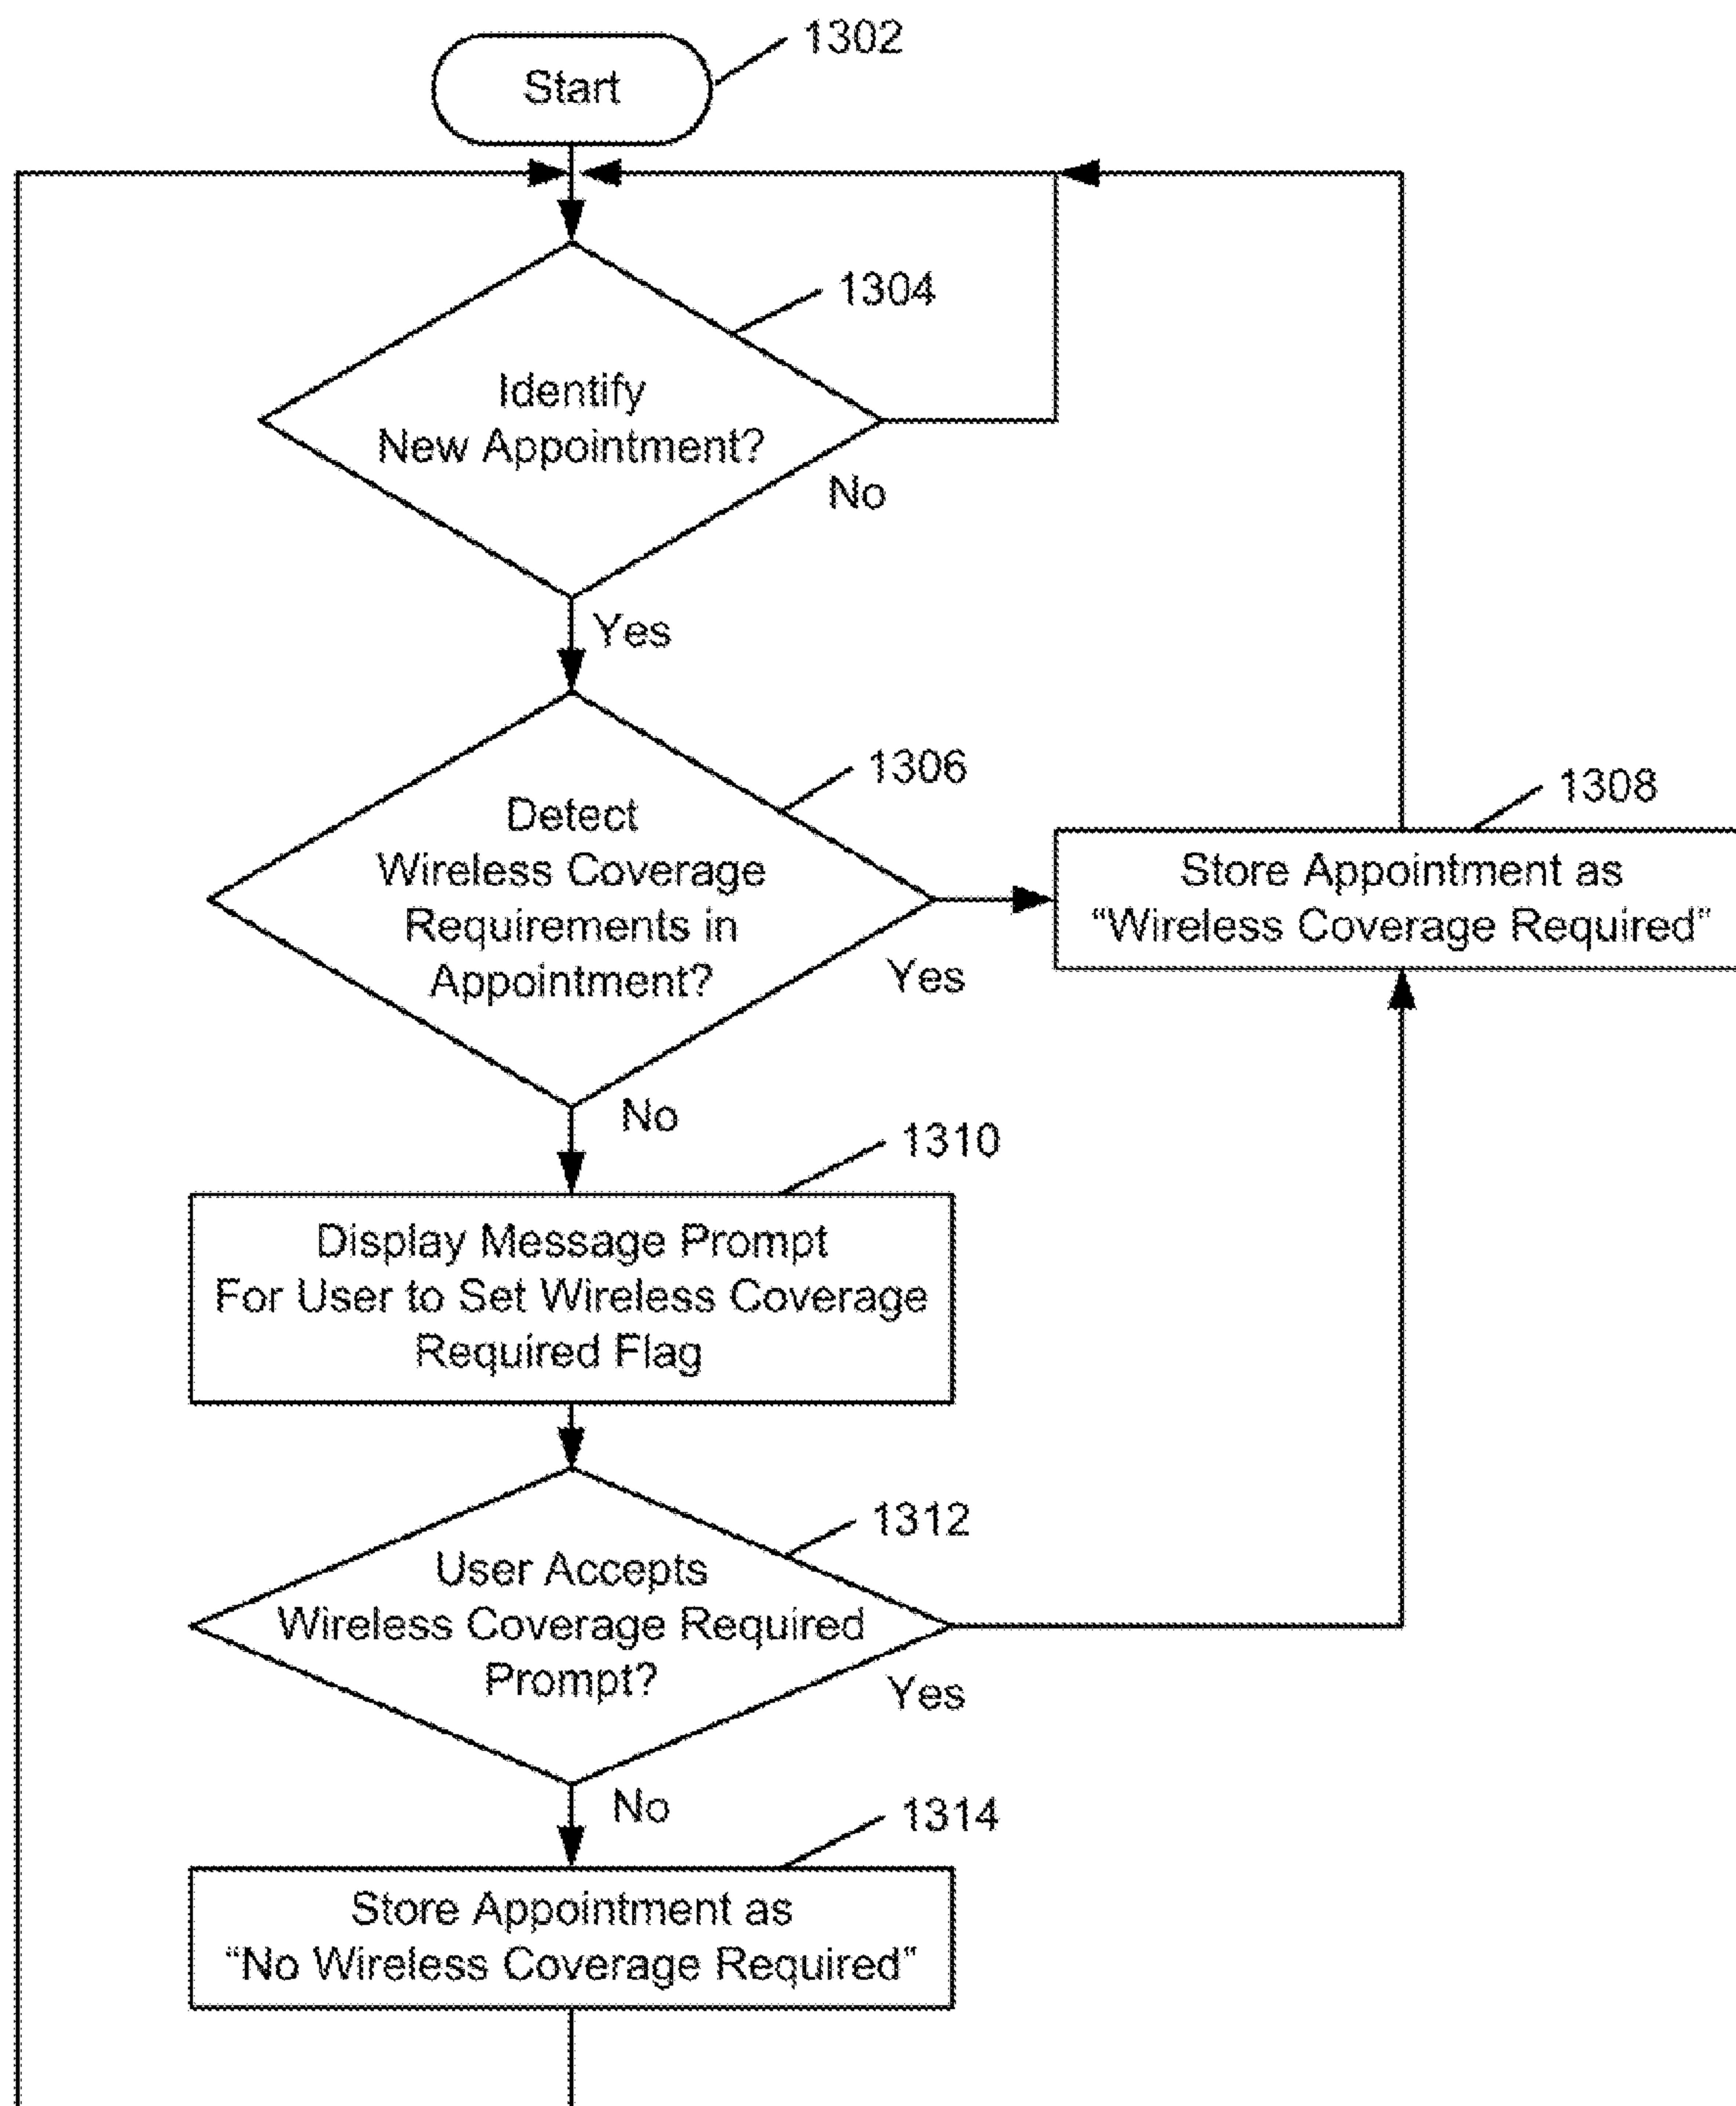 1302
Start
1304
Identify
New Appointment?
No
Yes
1306
Detect
Wireless Coverage
Requirements in
Appointment?
Yes
1308
Store Appointment as
“Wireless Coverage Required”
No
1310
Display Message Prompt
For User to Set Wireless Coverage
Required Flag
1312
User Accepts
Wireless Coverage Required
Prompt?
Yes
No
1314
Store Appointment as
“No Wireless Coverage Required”